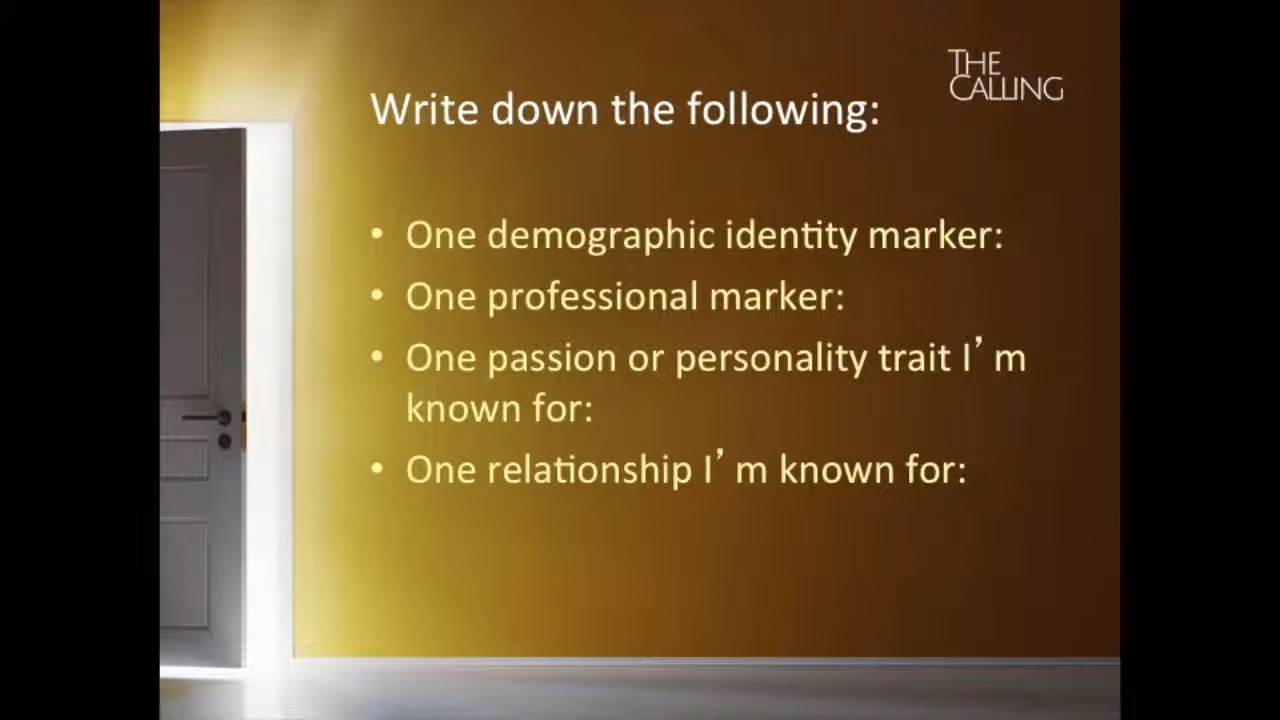 THE
CALLING
Write down the following:
• One demographic identity marker:
• One professional marker:
• One passion or personality trait I’m
known for:
• One relationship I’m known for: